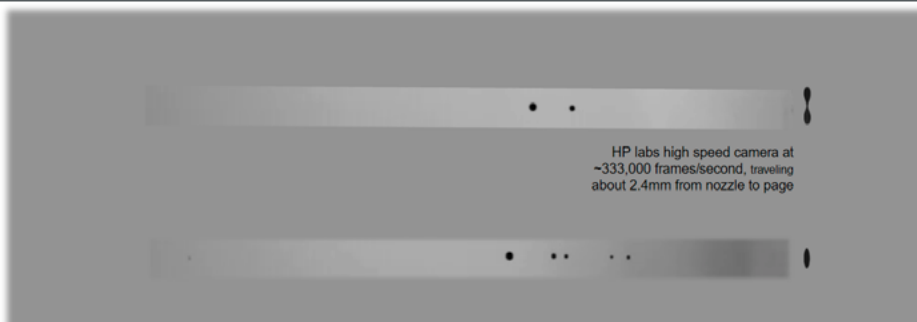 HP labs high speed camera at
~333,000 frames/second, traveling
about 2.4mm from nozzle to page